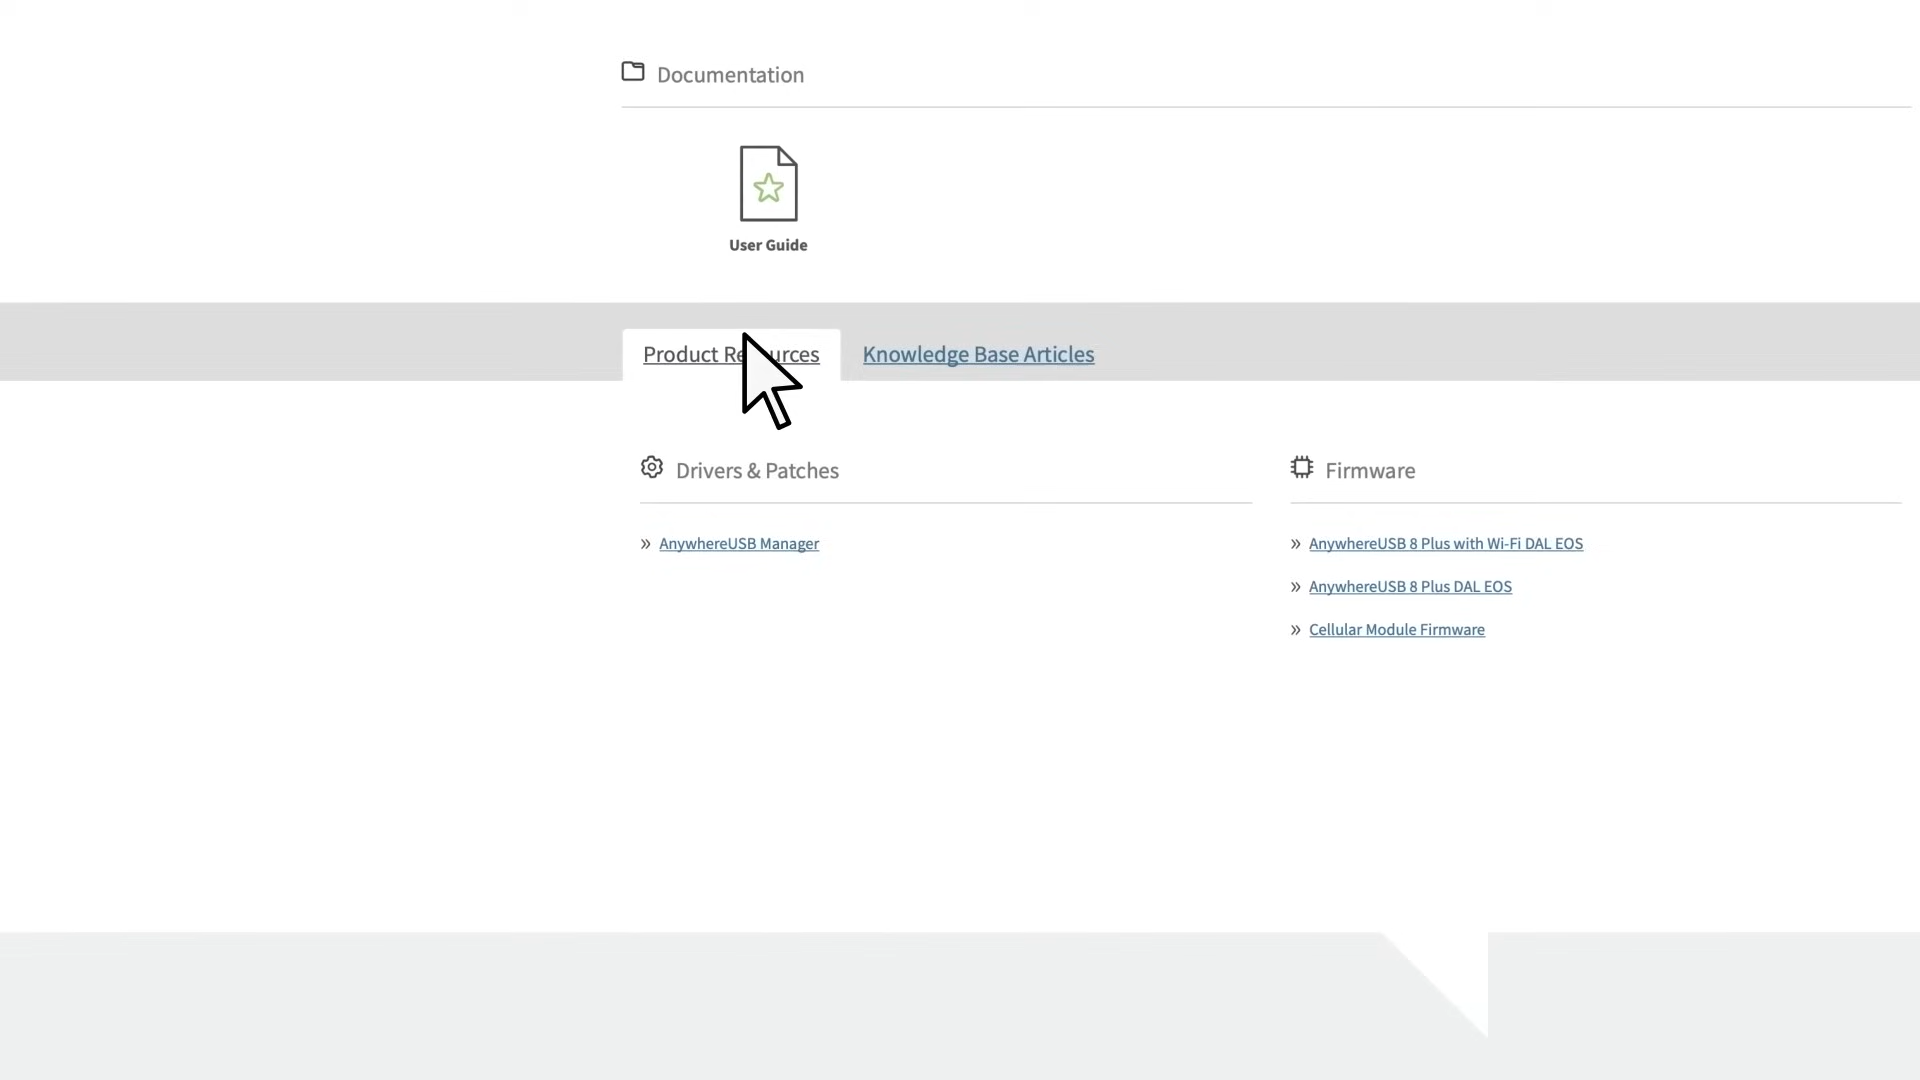 Documentation
User Guide
Product Resources
Knowledge Base Articles
Drivers & Patches
» AnywhereUSB Manager
Firmware
» AnywhereUSB 8 Plus with Wi-Fi DAL EOS
» AnywhereUSB 8 Plus DAL EOS
» Cellular Module Firmware